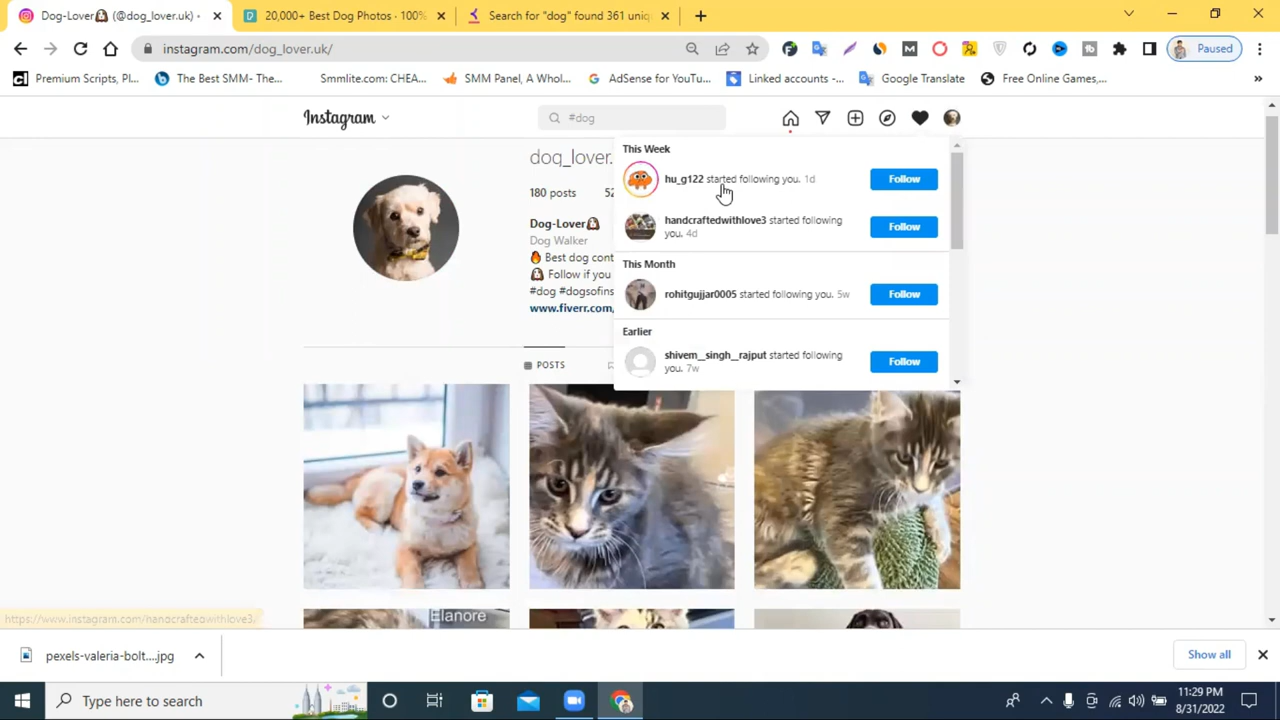 Dog-Lover (@dog_lover.uk)
20,000+ Best Dog Photos · 100%
Search for "dog" found 361 uniq
instagram.com/dog_lover.uk/
Paused
Premium Scripts, Pl...
The Best SMM- The...
Smmlite.com: CHEA...
SMM Panel, A Whol...
AdSense for YouTu...
Linked accounts -...
Google Translate
Free Online Games,...
»
Instagram
#dog
dog_lover.
180 posts
Dog-Lover
Dog Walker
Best dog cont
Follow if you
#dog #dogsofins
www.fiverr.com,
This Week
hu_g122 started following you. 1d
Follow
handcraftedwithlove3 started following
you. 4d
Follow
This Month
rohitgujjar0005 started following you. 5w
Follow
Earlier
shivem_singh_rajput started following
you. 7w
Follow
POSTS
Elanore
https://www.instagram.com/handcraftedwithlove3.
pexels-valeria-bolt....jpg
Show all
Type here to search
11:29 PM
8/31/2022